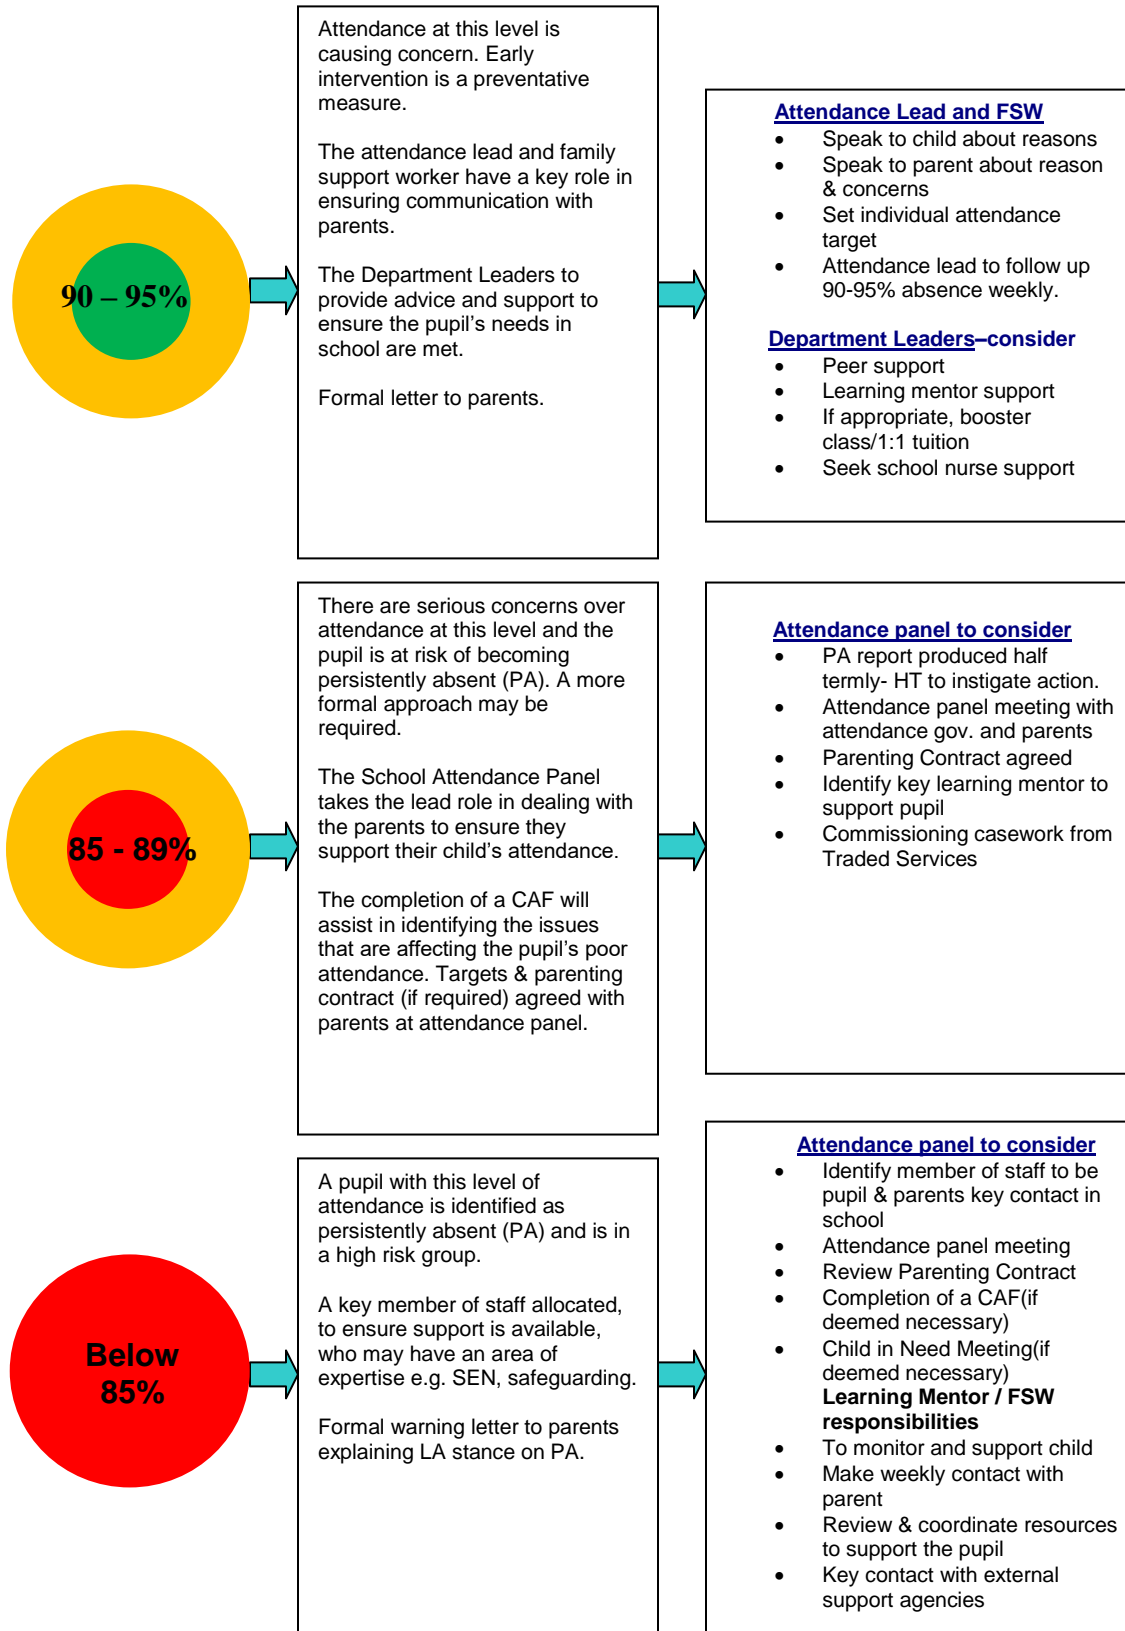 90 – 95%
Attendance at this level is
causing concern. Early
intervention is a preventative
measure.
The attendance lead and family
support worker have a key role in
ensuring communication with
parents.
The Department Leaders to
provide advice and support to
ensure the pupil’s needs in
school are met.
Formal letter to parents.
Attendance Lead and FSW
• Speak to child about reasons
• Speak to parent about reason
& concerns
• Set individual attendance
target
• Attendance lead to follow up
90-95% absence weekly.
Department Leaders–consider
• Peer support
• Learning mentor support
• If appropriate, booster
class/1:1 tuition
• Seek school nurse support
85 - 89%
There are serious concerns over
attendance at this level and the
pupil is at risk of becoming
persistently absent (PA). A more
formal approach may be
required.
The School Attendance Panel
takes the lead role in dealing with
the parents to ensure they
support their child’s attendance.
The completion of a CAF will
assist in identifying the issues
that are affecting the pupil’s poor
attendance. Targets & parenting
contract (if required) agreed with
parents at attendance panel.
Attendance panel to consider
• PA report produced half
termly- HT to instigate action.
• Attendance panel meeting with
attendance gov. and parents
• Parenting Contract agreed
• Identify key learning mentor to
support pupil
• Commissioning casework from
Traded Services
Below
85%
A pupil with this level of
attendance is identified as
persistently absent (PA) and is in
a high risk group.
A key member of staff allocated,
to ensure support is available,
who may have an area of
expertise e.g. SEN, safeguarding.
Formal warning letter to parents
explaining LA stance on PA.
Attendance panel to consider
• Identify member of staff to be
pupil & parents key contact in
school
• Attendance panel meeting
• Review Parenting Contract
• Completion of a CAF(if
deemed necessary)
• Child in Need Meeting(if
deemed necessary)
Learning Mentor / FSW
responsibilities
• To monitor and support child
• Make weekly contact with
parent
• Review & coordinate resources
to support the pupil
• Key contact with external
support agencies